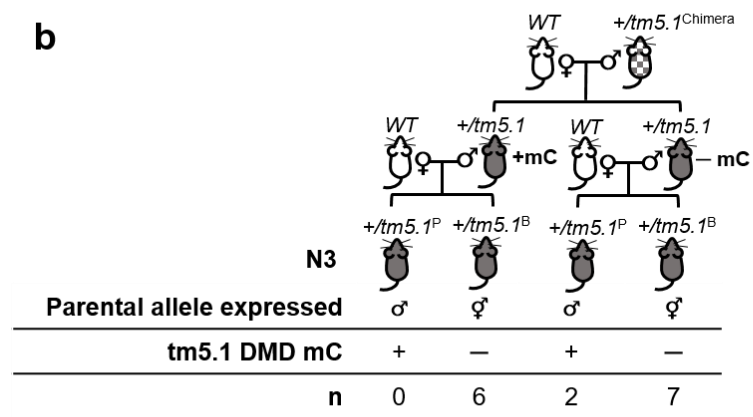 b
WT +/tm5.1Chimera
♀ ♂
WT +/tm5.1 WT +/tm5.1
♀ ♂ +mC ♀ ♂ – mC
+/tm5.1P +/tm5.1B +/tm5.1P +/tm5.1B
N3
Parental allele expressed ♂ ⚥ ♂ ⚥
tm5.1 DMD mC + – + –
n 0 6 2 7